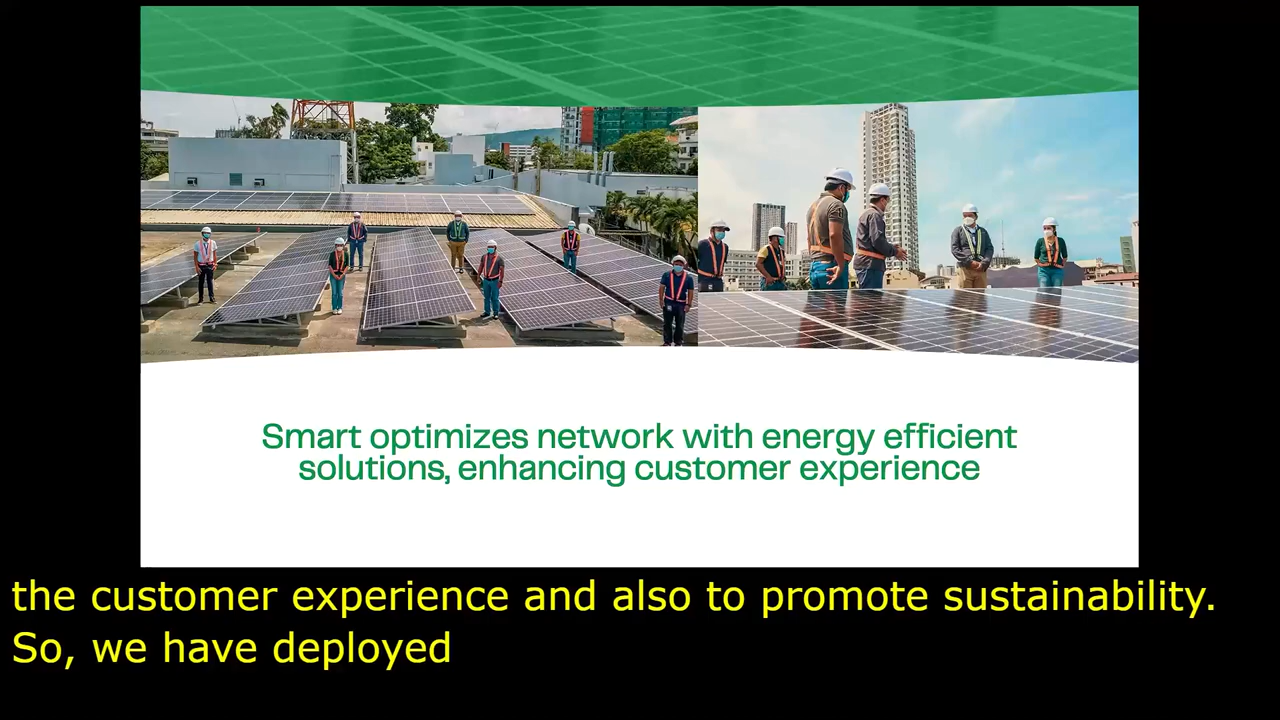 Smart optimizes network with energy efficient
solutions, enhancing customer experience
the customer experience and also to promote sustainability.
So, we have deployed